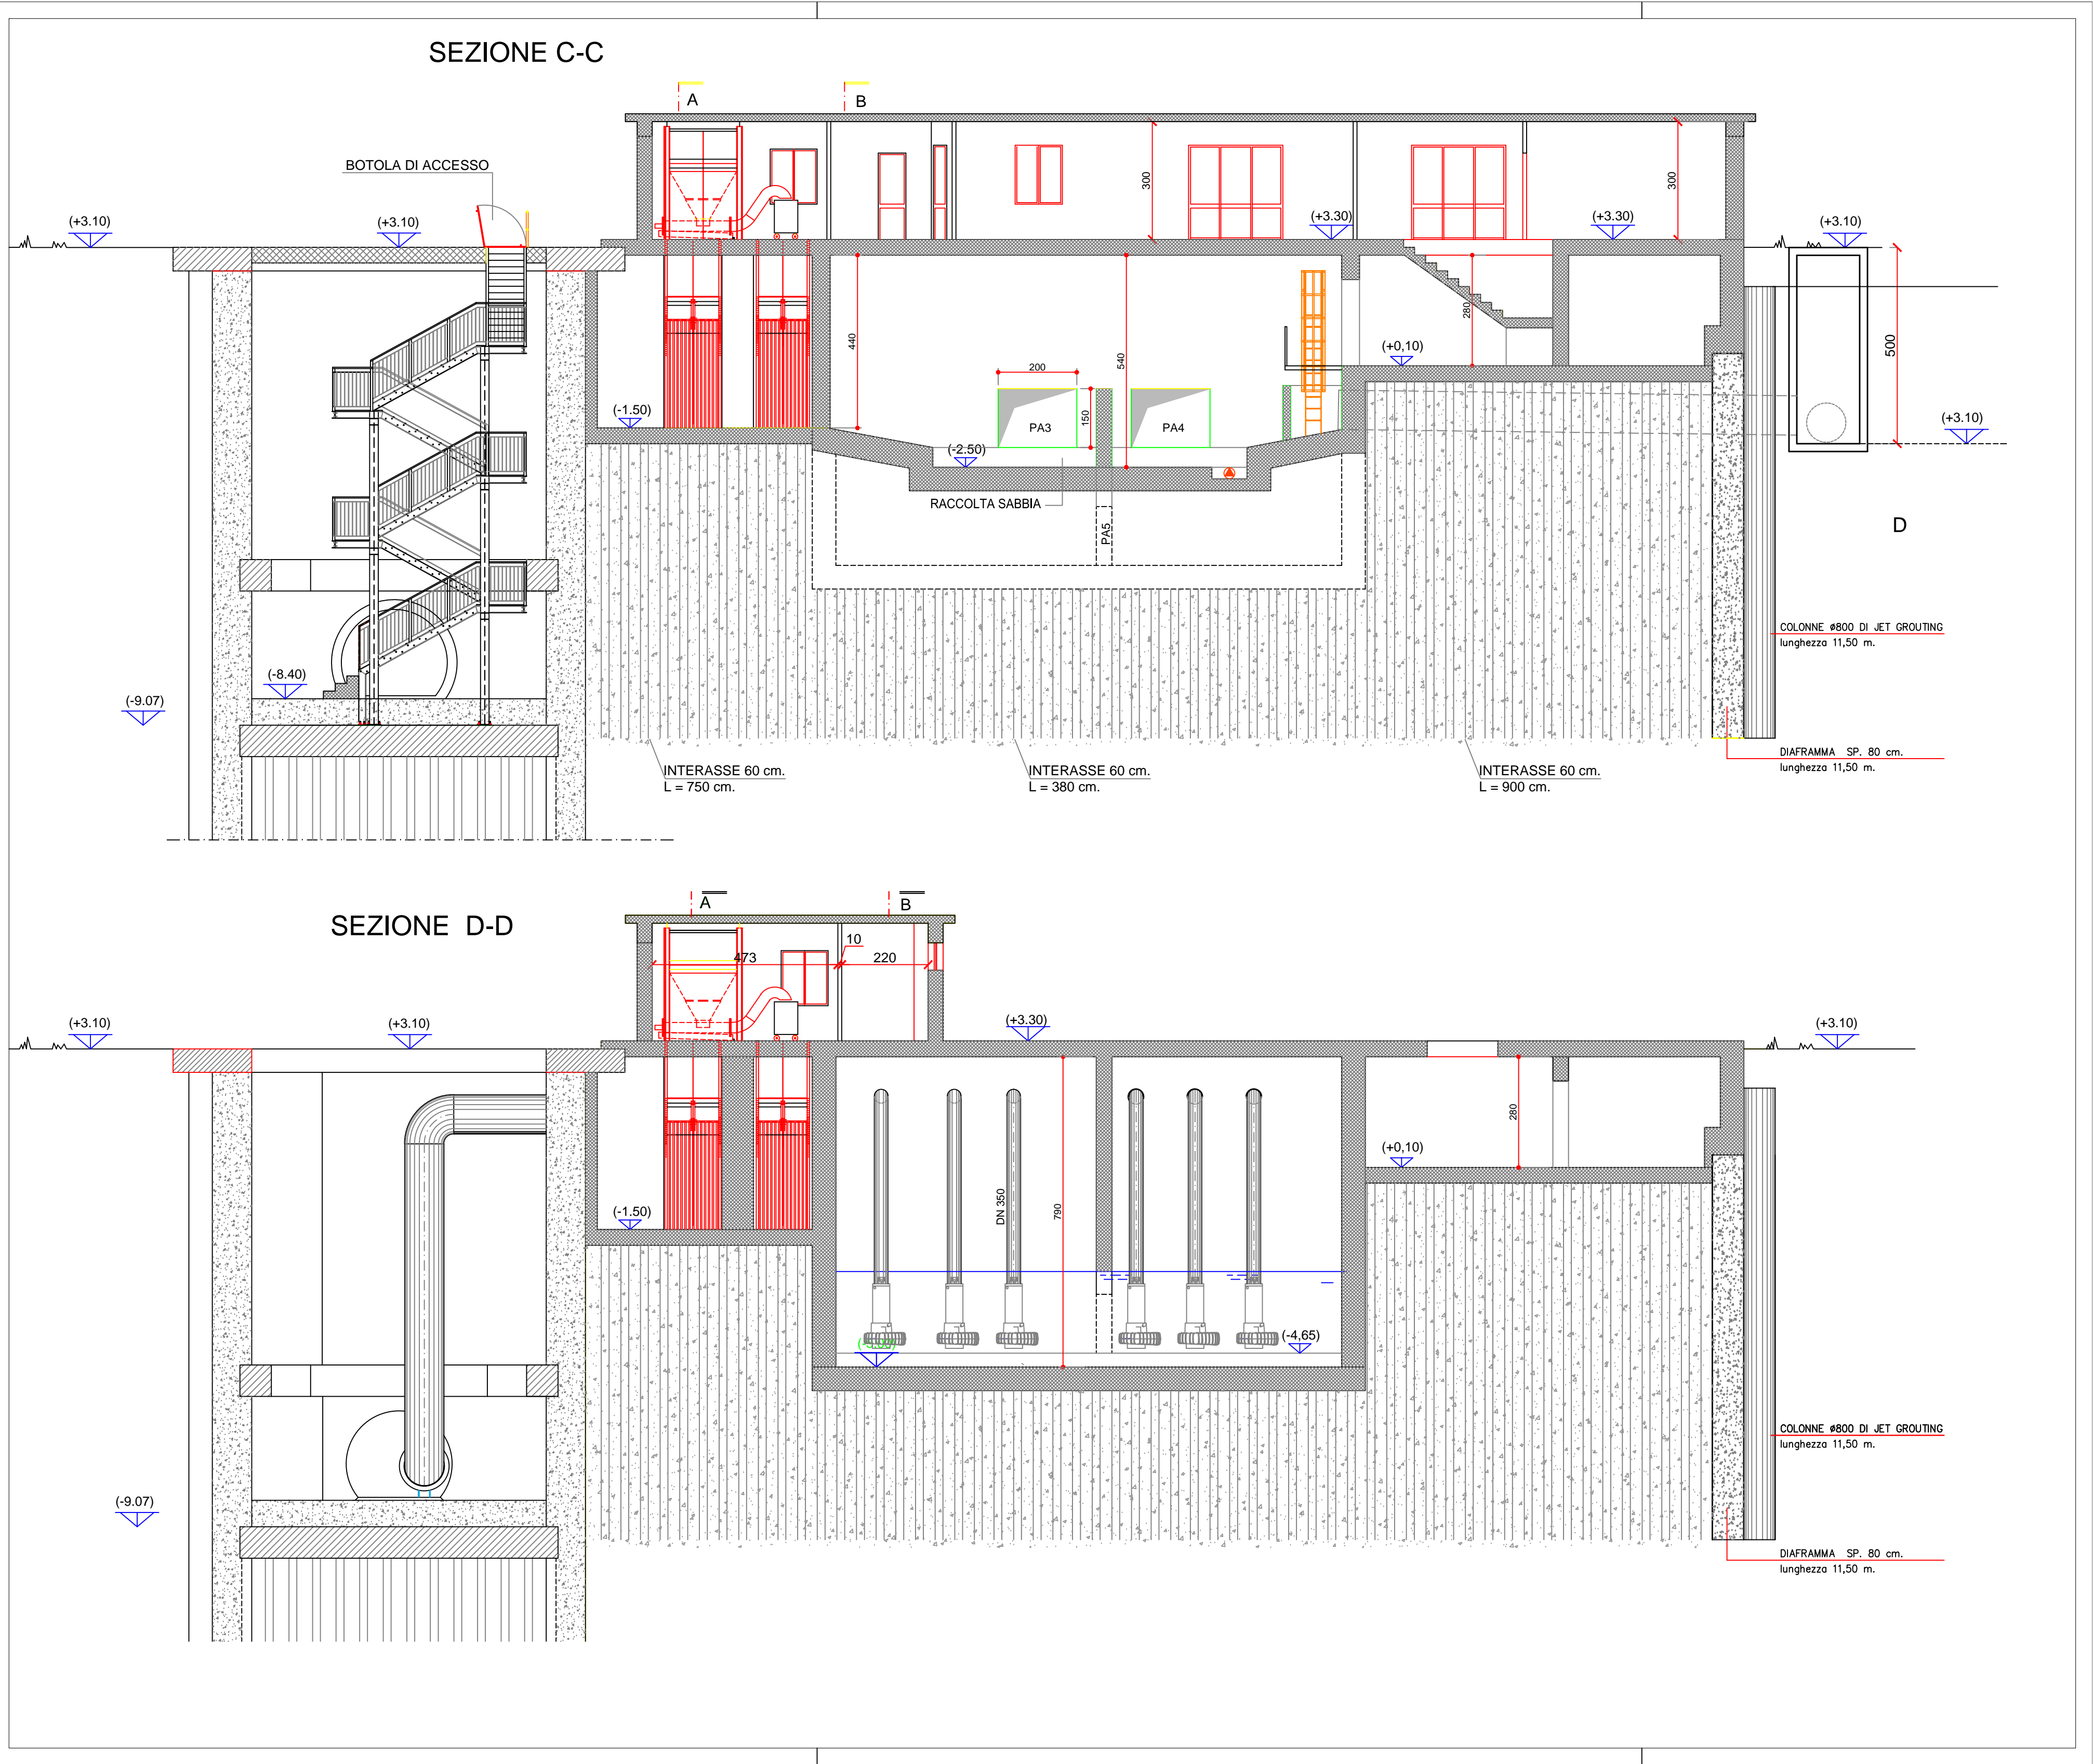 SEZIONE C-C
A
B
BOTOLA DI ACCESSO
300
300
(+3.10)
(+3.10)
(+3.30)
(+3.30)
(+3.10)
280
500
440
540
(+0,10)
200
(-1.50)
150
PA3
PA4
(+3.10)
(-2.50)
RACCOLTA SABBIA
PA5
D
COLONNE ø800 DI JET GROUTING
lunghezza 11,50 m.
(-8.40)
(-9.07)
DIAFRAMMA SP. 80 cm.
lunghezza 11,50 m.
INTERASSE 60 cm.
L = 750 cm.
INTERASSE 60 cm.
L = 380 cm.
INTERASSE 60 cm.
L = 900 cm.
SEZIONE D-D
A
B
10
473
220
(+3.10)
(+3.10)
(+3.30)
(+3.10)
280
(+0,10)
(-1.50)
DN 350
790
(-4,65)
COLONNE ø800 DI JET GROUTING
lunghezza 11,50 m.
(-9.07)
DIAFRAMMA SP. 80 cm.
lunghezza 11,50 m.